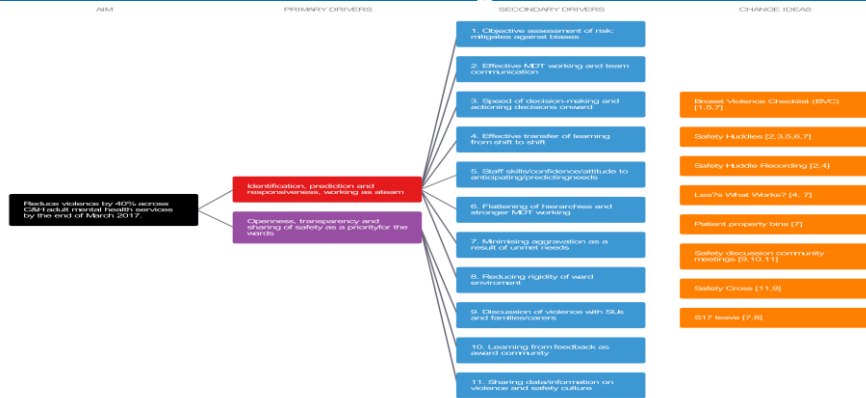 AIM
PRIMARY DRIVERS
SECONDARY DRIVERS
CHANGE IDEAS
Reduce violence by 40% across
C&H adult mental health services
by the end of March 2017.
Identification, prediction and
responsiveness, working as ateam
Openness, transparency and
sharing of safety as a priorityfor the
wards
1. Objective assessment of risk:
mitigates against biases
2. Effective MDT working and team
communication
3. Speed of decision-making and
actioning decisions onward
4. Effective transfer of learning
from shift to shift
5. Staff skills/confidence/attitude to
anticipating/predictingneeds
6. Flattening of hierarchies and
stronger MDT working
7. Minimising aggravation as a
result of unmet needs
8. Reducing rigidity of ward
enviroment
9. Discussion of violence with SUs
and families/carers
10. Learning from feedback as
award community
11. Sharing data/information on
violence and safety culture
Broset Violence Checklist (BVC)
[1,5,7]
Safety Huddles [2,3,5,6,7]
Safety Huddle Recording [2,4]
Les?s What Works? [4, 7]
Patient property bins [7]
Safety discussion community
meetings [9,10,11]
Safety Cross [11,9]
S17 leave [7,8]